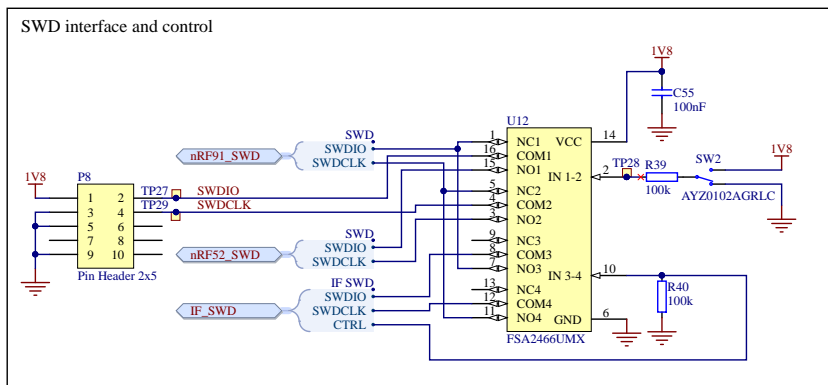 SWD interface and control
1V8
C55
100nF
U12
1 NC1 VCC 14
16 COM1
15 NO1 IN 1-2 2
5 NC2
4 COM2
3 NO2
9 NC3
8 COM3
7 NO3 IN 3-4 10
13 NC4
12 COM4
11 NO4 GND 6
FSA2466UMX
SWD
SWDIO
SWDCLK
nRF91_SWD
1V8
P8
1 2
3 4
5 6
7 8
9 10
Pin Header 2x5
TP27 SWDIO
TP29 SWDCLK
SWD
SWDIO
SWDCLK
nRF52_SWD
IF SWD
SWDIO
SWDCLK
CTRL
IF_SWD
TP28 R39
100k
SW2
AYZ0102AGRLC
1V8
R40
100k